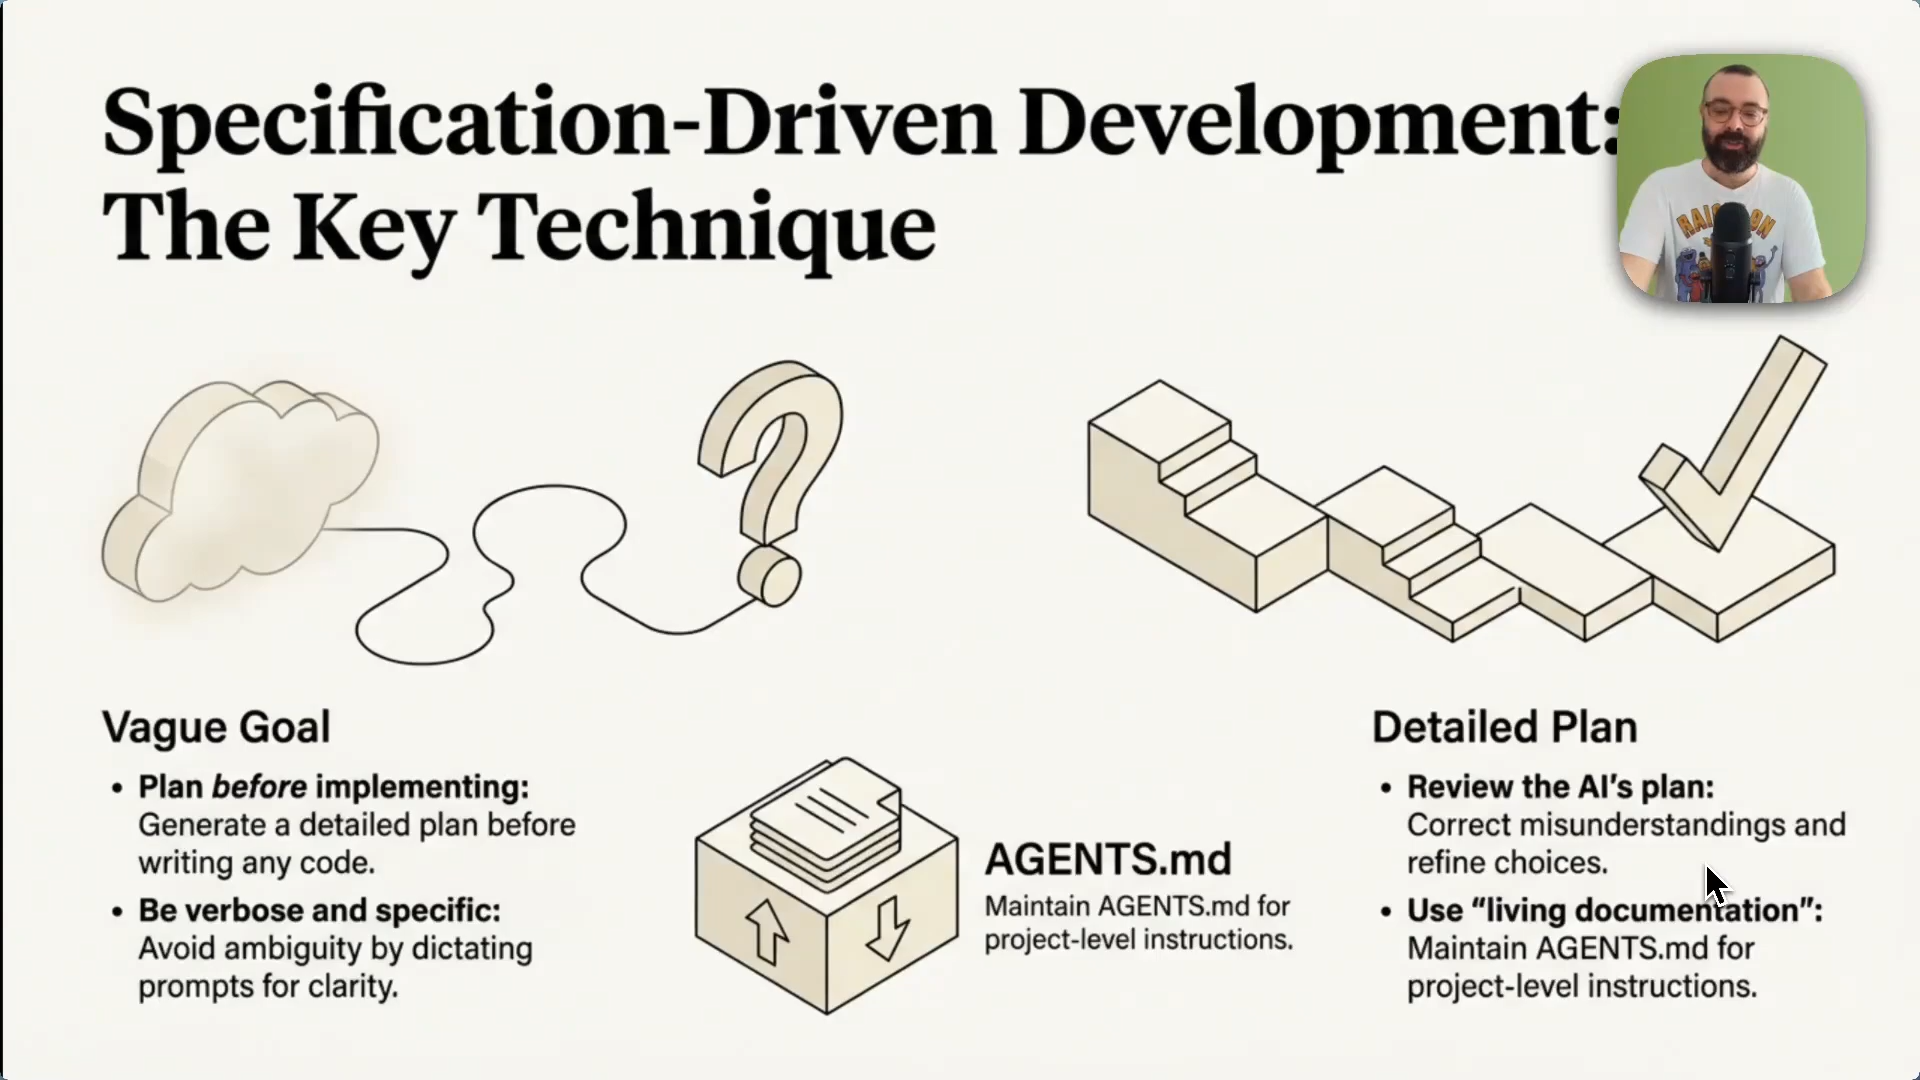 Specification-Driven Development:
The Key Technique
Vague Goal
• Plan before implementing:
Generate a detailed plan before
writing any code.
• Be verbose and specific:
Avoid ambiguity by dictating
prompts for clarity.
AGENTS.md
Maintain AGENTS.md for
project-level instructions.
Detailed Plan
• Review the AI’s plan:
Correct misunderstandings and
refine choices.
• Use “living documentation”:
Maintain AGENTS.md for
project-level instructions.